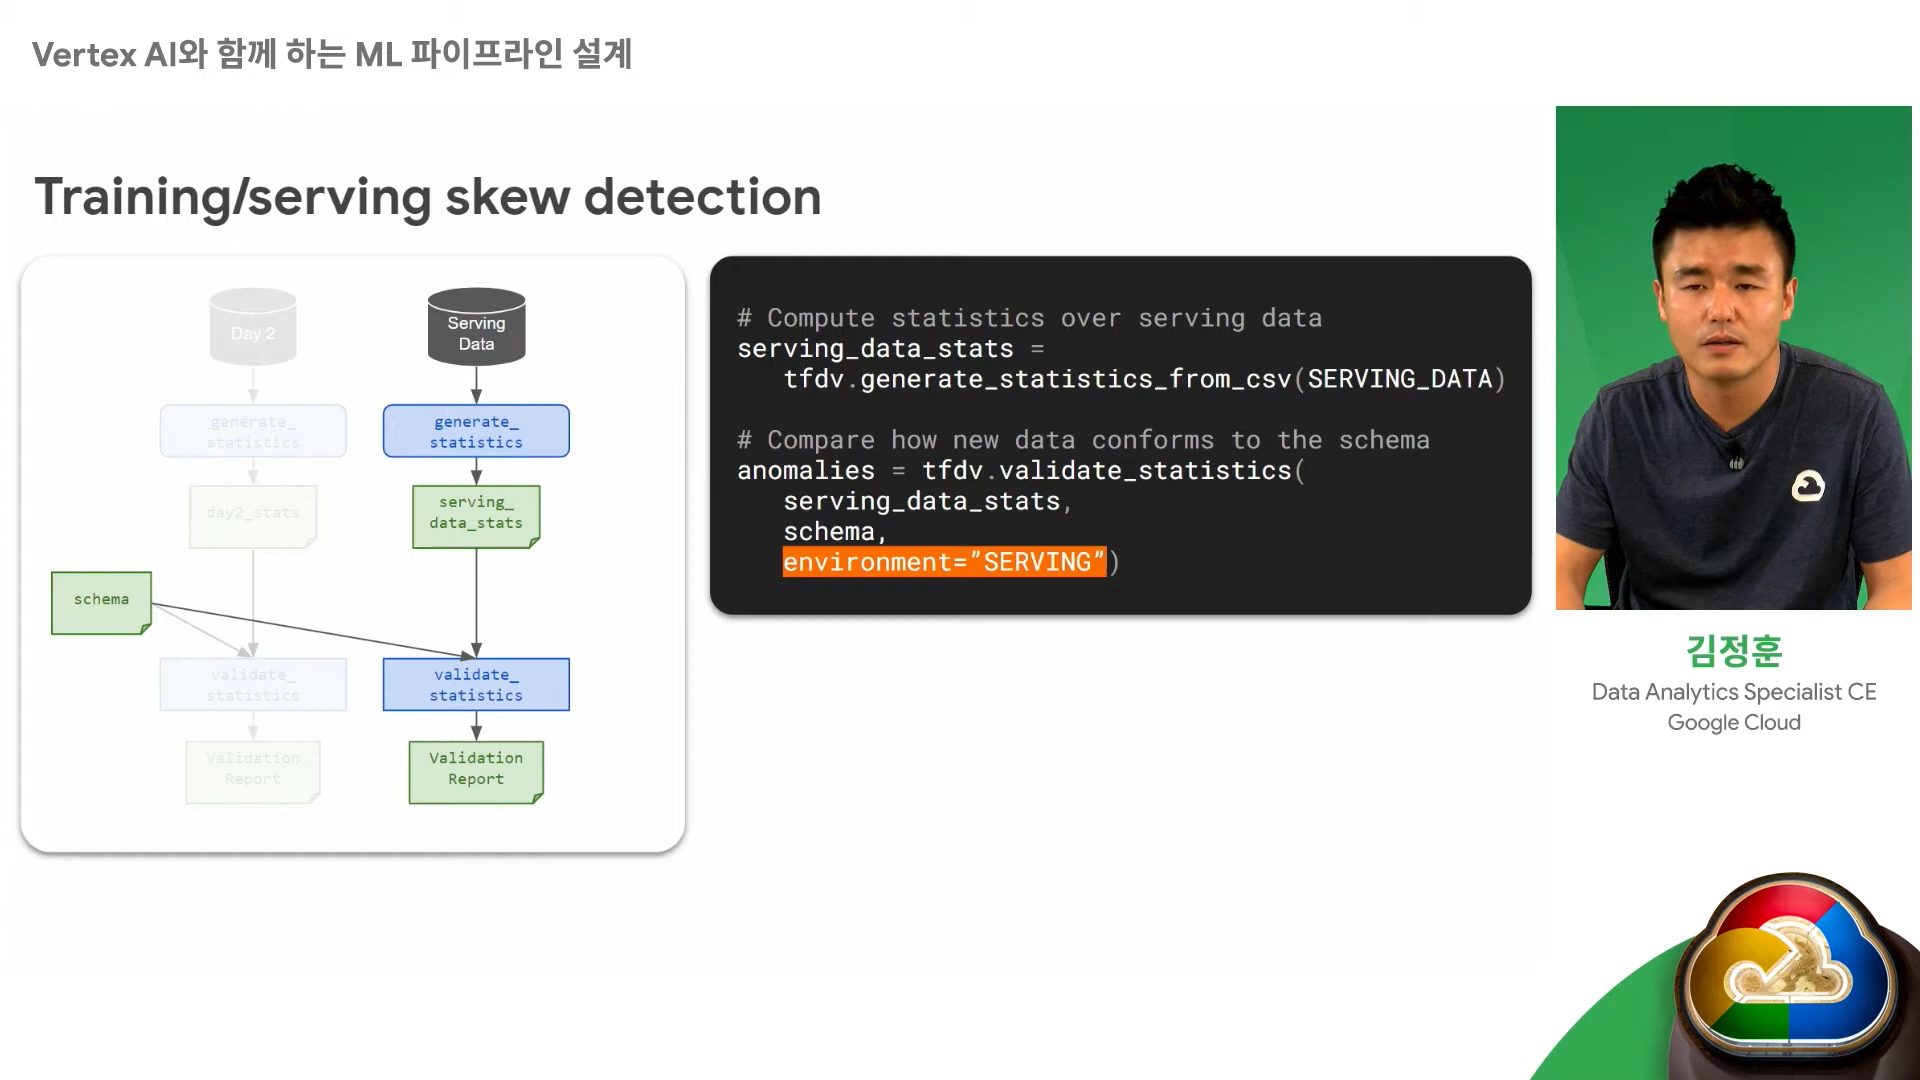 Vertex AI와 함께 하는 ML 파이프라인 설계
Training/serving skew detection
Day 2
Serving
Data
generate_
statistics
generate_
statistics
day2_stats
serving_
data_stats
schema
validate_
statistics
validate_
statistics
Validation
Report
Validation
Report
# Compute statistics over serving data
serving_data_stats =
tfdv.generate_statistics_from_csv(SERVING_DATA)
# Compare how new data conforms to the schema
anomalies = tfdv.validate_statistics(
serving_data_stats,
schema,
environment=”SERVING”)
김정훈
Data Analytics Specialist CE
Google Cloud